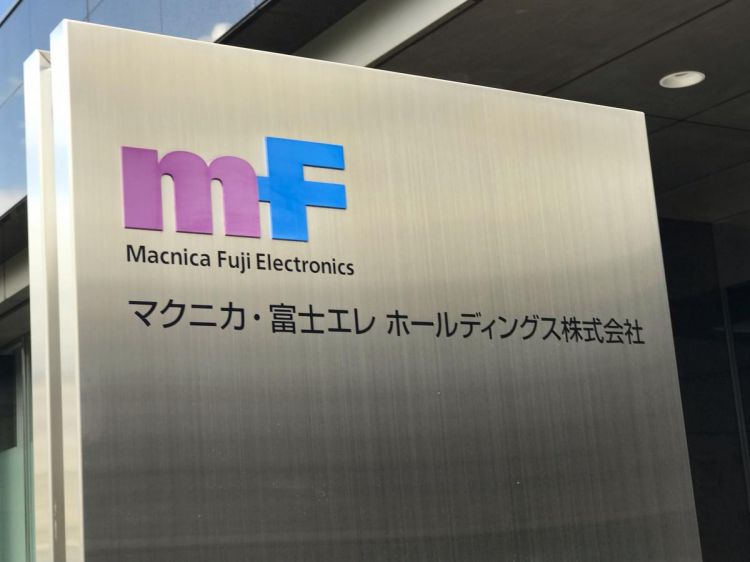 mF
Macnica Fuji Electronics
マクニカ・富士エレ ホールディングス株式会社